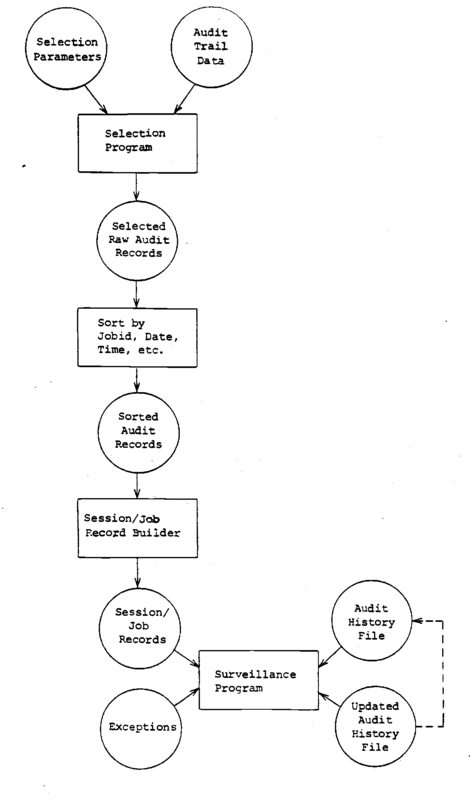 Selection
Parameters
Audit
Trail
Data
Selection
Program
Selected
Raw Audit
Records
Sort by
Jobid, Date,
Time, etc.
Sorted
Audit
Records
Session/Job
Record Builder
Session/
Job
Records
Audit
History
File
Surveillance
Program
Exceptions
Updated
Audit
History
File